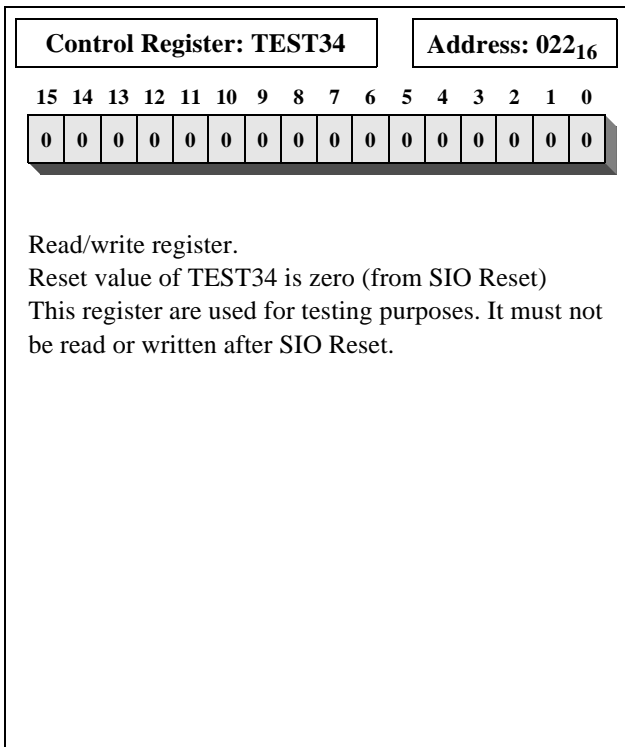 Control Register: TEST34 Address: 022₁₆
15 14 13 12 11 10 9 8 7 6 5 4 3 2 1 0
0 0 0 0 0 0 0 0 0 0 0 0 0 0 0 0
Read/write register.
Reset value of TEST34 is zero (from SIO Reset)
This register are used for testing purposes. It must not
be read or written after SIO Reset.